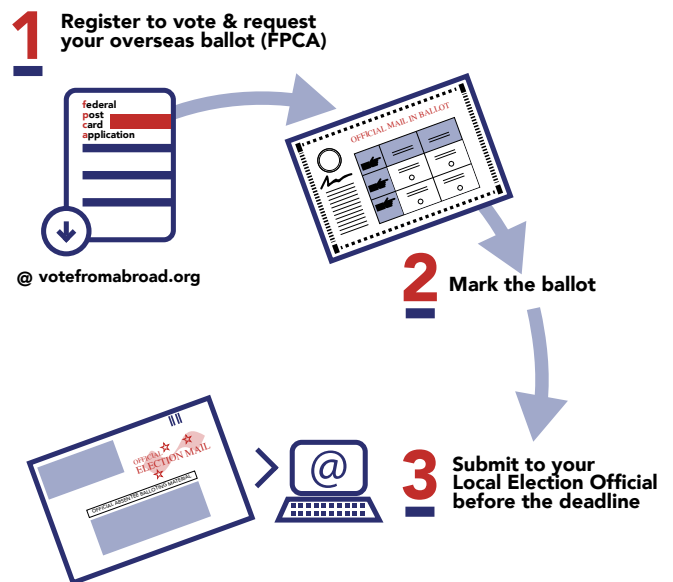 1
Register to vote & request
your overseas ballot (FPCA)
federal
post
card
application
@ votefromabroad.org
OFFICIAL MAIL IN BALLOT
2
Mark the ballot
OFFICIAL
ELECTION MAIL
OFFICIAL ABSENTEE BALLOTING MATERIAL
@
3
Submit to your
Local Election Official
before the deadline